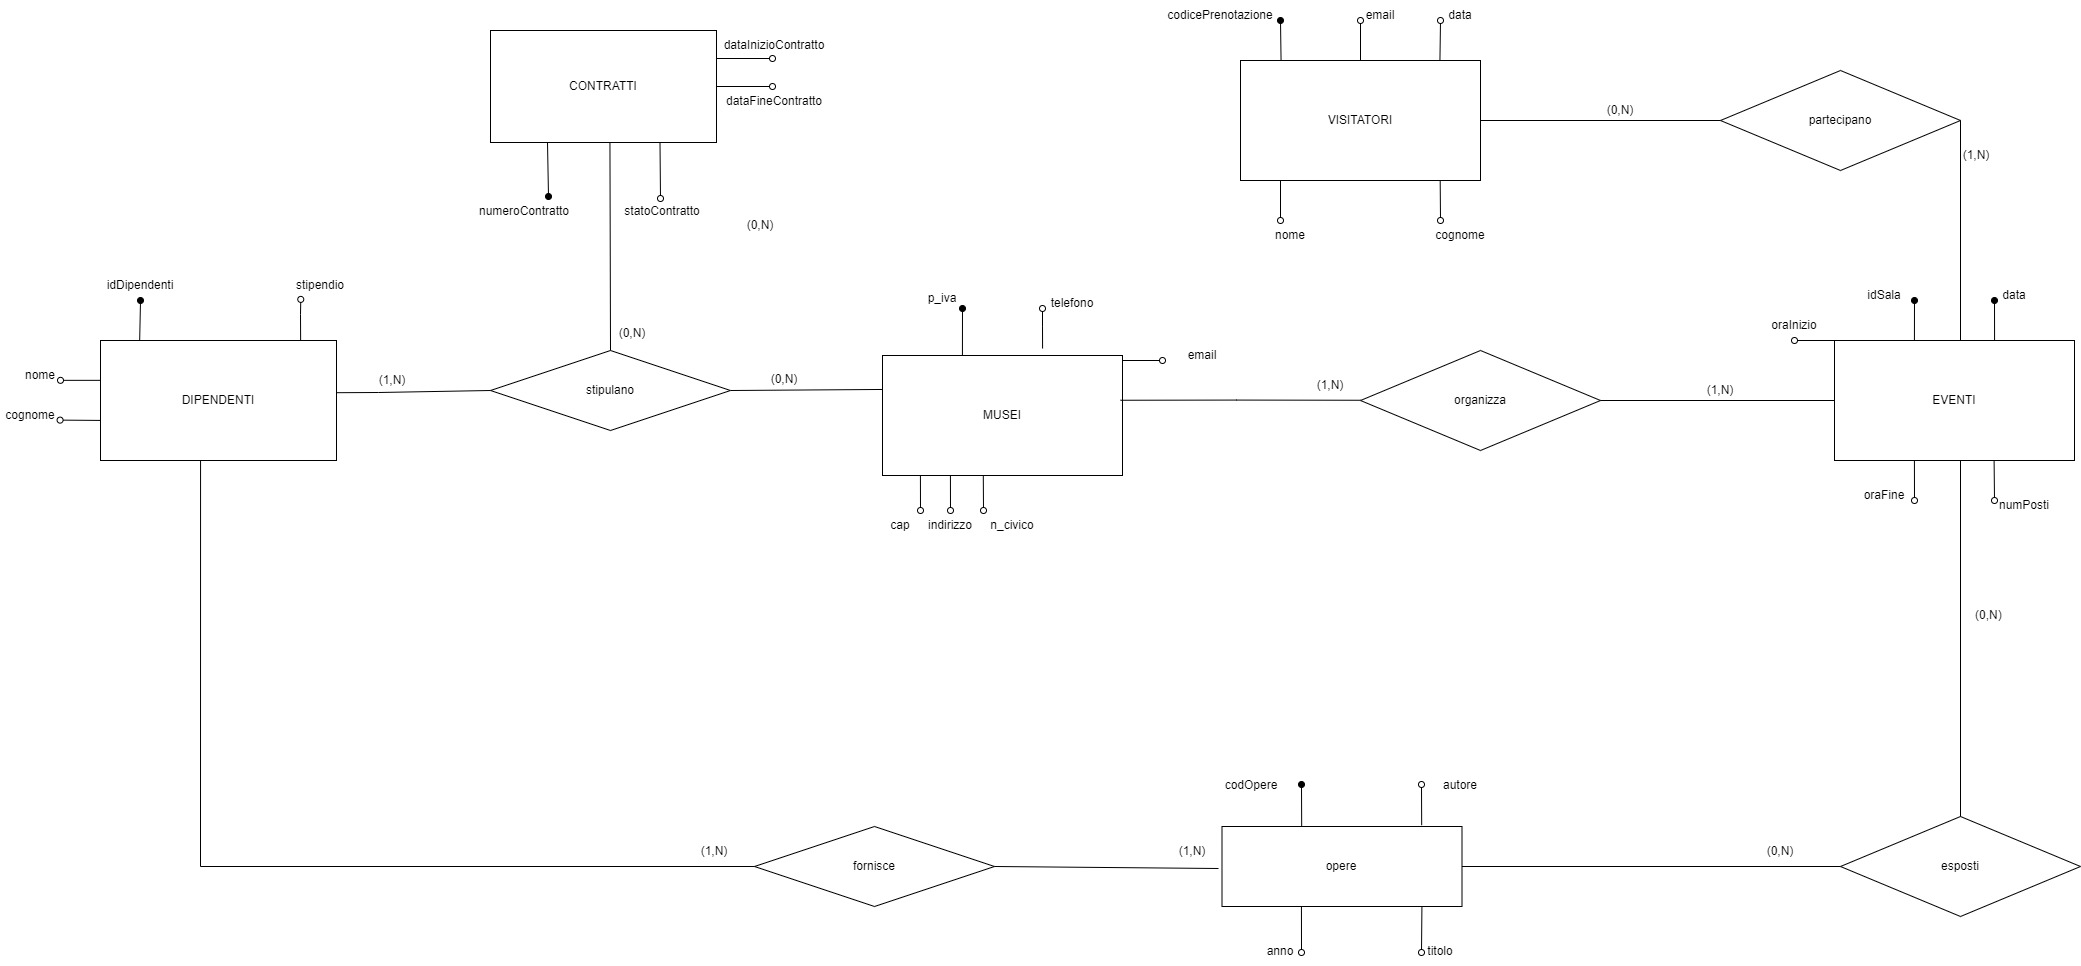 codicePrenotazione
email
data
dataInizioContratto
CONTRATTI
dataFineContratto
VISITATORI
(0,N)
partecipano
(1,N)
numeroContratto
statoContratto
(0,N)
nome
cognome
idDipendenti
stipendio
p_iva
telefono
idSala
data
oraInizio
(0,N)
email
nome
cognome
DIPENDENTI
(1,N)
stipulano
(0,N)
MUSEI
(1,N)
organizza
(1,N)
EVENTI
oraFine
numPosti
cap
indirizzo
n_civico
(0,N)
codOpere
autore
(1,N)
fornisce
(1,N)
opere
(0,N)
esposti
anno
titolo